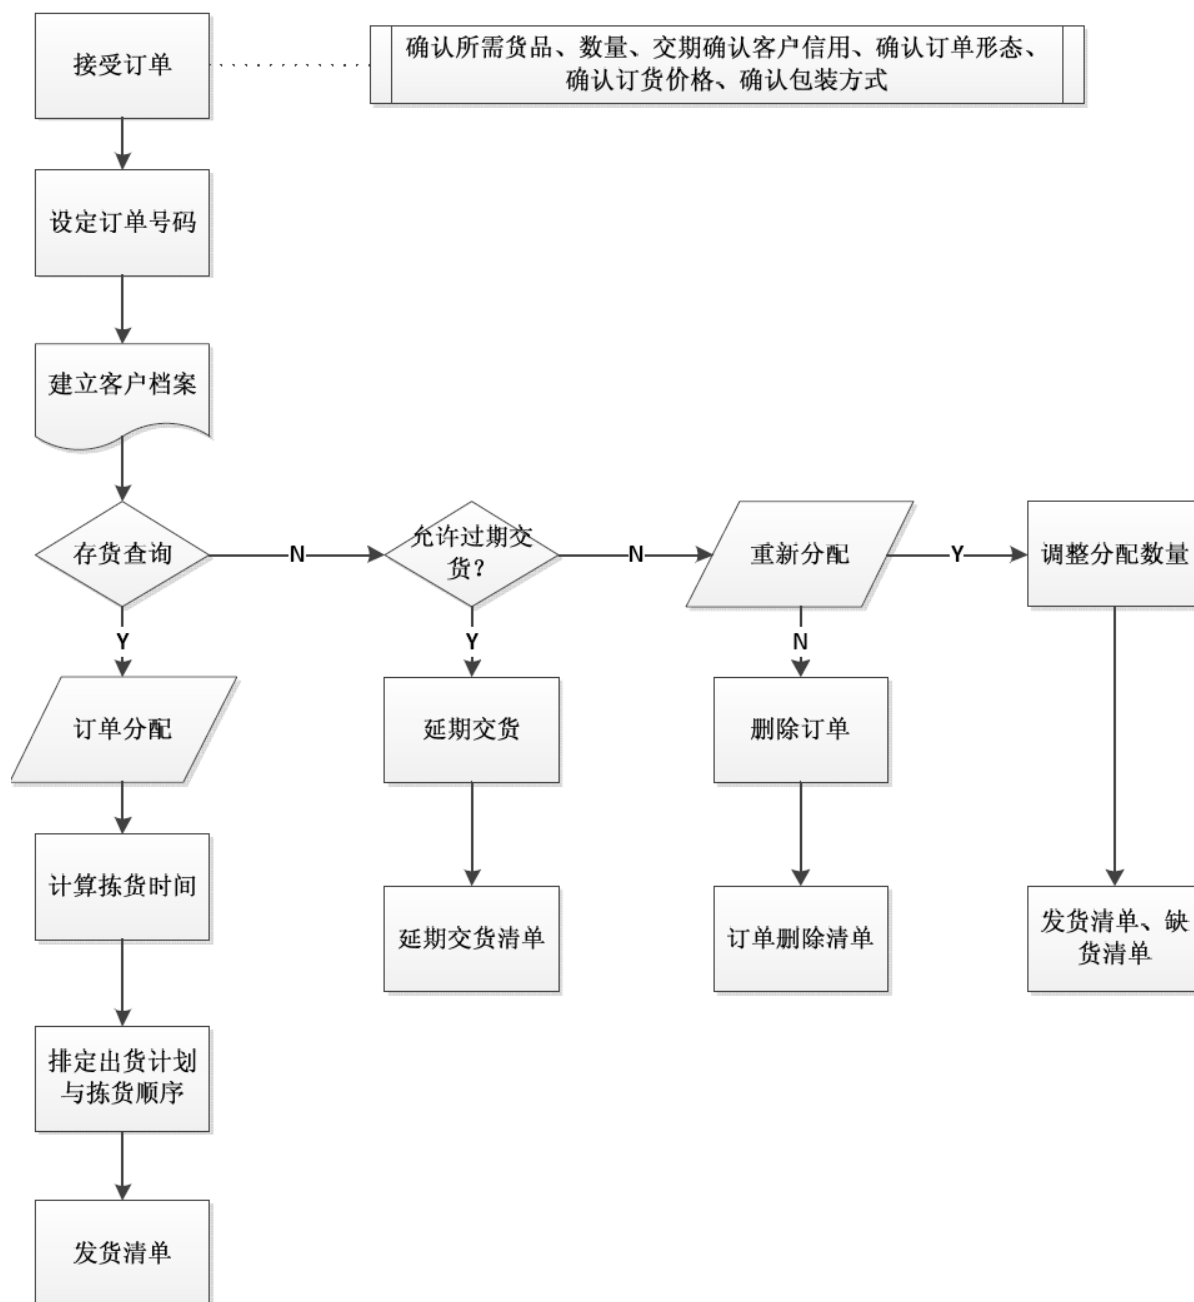 接受订单
确认所需货品、数量、交期确认客户信用、确认订单形态、
确认订货价格、确认包装方式
设定订单号码
建立客户档案
存货查询
N
允许过期交
货？
N
重新分配
Y
调整分配数量
Y
Y
N
订单分配
延期交货
删除订单
计算拣货时间
延期交货清单
订单删除清单
发货清单、缺
货清单
排定出货计划
与拣货顺序
发货清单